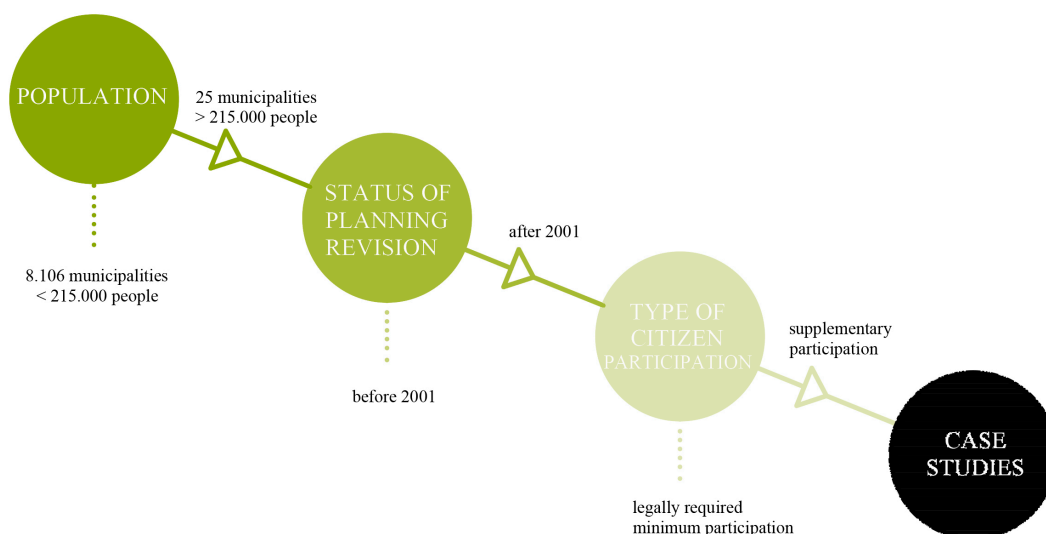 POPULATION
25 municipalities
> 215.000 people
8.106 municipalities
< 215.000 people
STATUS OF
PLANNING
REVISION
after 2001
before 2001
TYPE OF
CITIZEN
PARTICIPATION
supplementary
participation
legally required
minimum participation
CASE
STUDIES